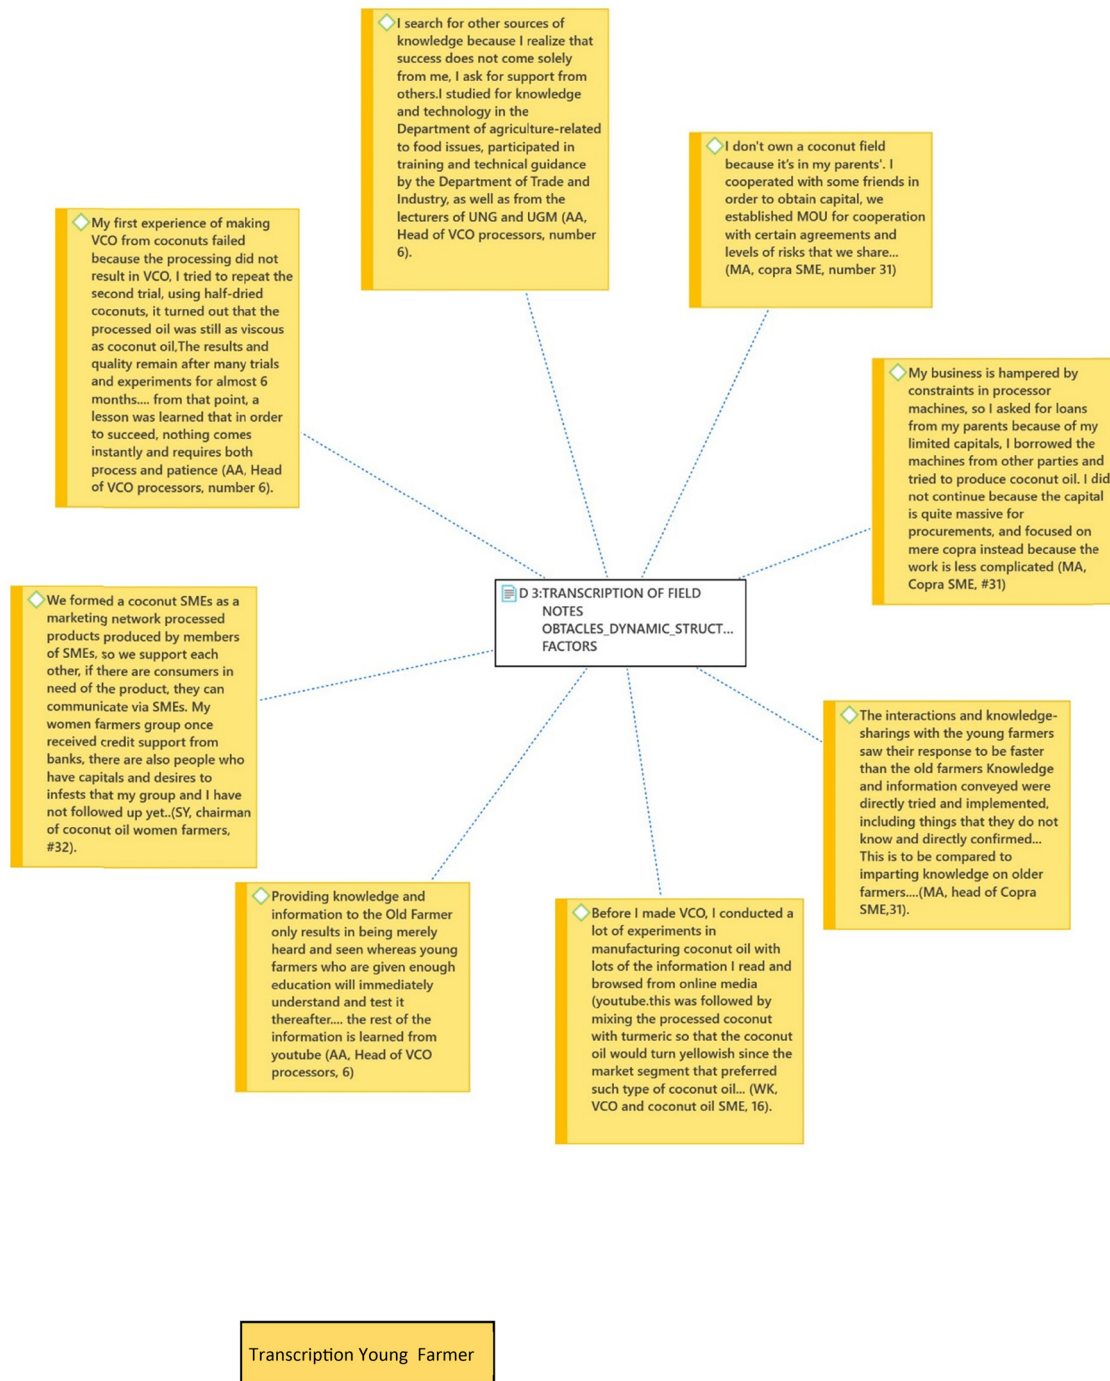 I search for other sources of
knowledge because I realize that
success does not come solely
from me, I ask for support from
others.I studied for knowledge
and technology in the
Department of agriculture-related
to food issues, participated in
training and technical guidance
by the Department of Trade and
Industry, as well as from the
lecturers of UNG and UGM (AA,
Head of VCO processors, number
6).
I don't own a coconut field
because it's in my parents'. I
cooperated with some friends in
order to obtain capital, we
established MOU for cooperation
with certain agreements and
levels of risks that we share...
(MA, copra SME, number 31)
My first experience of making
VCO from coconuts failed
because the processing did not
result in VCO, I tried to repeat the
second trial, using half-dried
coconuts, it turned out that the
processed oil was still as viscous
as coconut oil,The results and
quality remain after many trials
and experiments for almost 6
months.... from that point, a
lesson was learned that in order
to succeed, nothing comes
instantly and requires both
process and patience (AA, Head
of VCO processors, number 6).
My business is hampered by
constraints in processor
machines, so I asked for loans
from my parents because of my
limited capitals, I borrowed the
machines from other parties and
tried to produce coconut oil. I did
not continue because the capital
is quite massive for
procurements, and focused on
mere copra instead because the
work is less complicated (MA,
Copra SME, #31)
D 3:TRANSCRIPTION OF FIELD
NOTES
OBTACLES_DYNAMIC_STRUCT...
FACTORS
We formed a coconut SMEs as a
marketing network processed
products produced by members
of SMEs, so we support each
other, if there are consumers in
need of the product, they can
communicate via SMEs. My
women farmers group once
received credit support from
banks, there are also people who
have capitals and desires to
infests that my group and I have
not followed up yet..(SY, chairman
of coconut oil women farmers,
#32).
The interactions and knowledge-
sharings with the young farmers
saw their response to be faster
than the old farmers Knowledge
and information conveyed were
directly tried and implemented,
including things that they do not
know and directly confirmed...
This is to be compared to
imparting knowledge on older
farmers....(MA, head of Copra
SME,31).
Providing knowledge and
information to the Old Farmer
only results in being merely
heard and seen whereas young
farmers who are given enough
education will immediately
understand and test it
thereafter.... the rest of the
information is learned from
youtube (AA, Head of VCO
processors, 6)
Before I made VCO, I conducted a
lot of experiments in
manufacturing coconut oil with
lots of the information I read and
browsed from online media
(youtube.this was followed by
mixing the processed coconut
with turmeric so that the coconut
oil would turn yellowish since the
market segment that preferred
such type of coconut oil... (WK,
VCO and coconut oil SME, 16).
Transcription Young Farmer